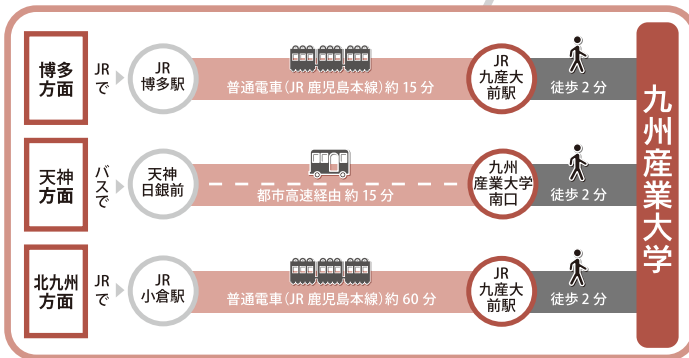 博多
方面
JR
で
JR
博多駅
普通電車(JR 鹿児島本線)約 15 分
JR
九産大
前駅
徒歩 2 分
天神
方面
バスで
天神
日銀前
都市高速経由 約 15 分
九州
産業大学
南口
徒歩 2 分
北九州
方面
JR
で
JR
小倉駅
普通電車(JR 鹿児島本線)約 60 分
JR
九産大
前駅
徒歩 2 分
九州産業大学